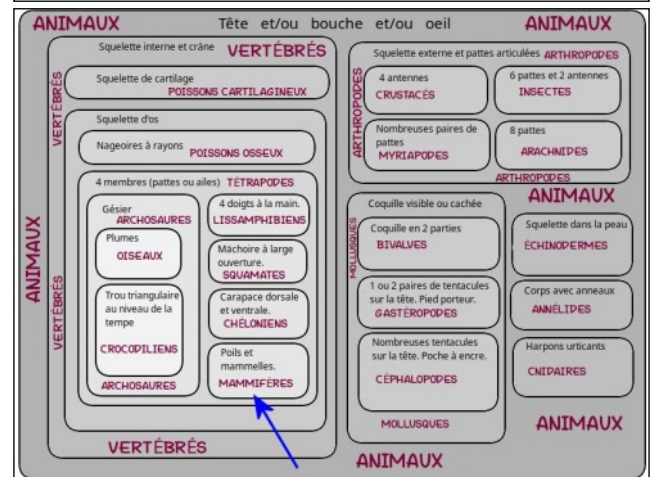 ANIMAUX
Tête et/ou bouche et/ou oeil
ANIMAUX
Squelette interne et crâne
VERTÉBRÉS
VERTÉBRÉS
Squelette de cartilage
POISSONS CARTILAGINEUX
Squelette d'os
Nageoires à rayons
POISSONS OSSEUX
4 membres (pattes ou ailes)
TÉTRAPODES
Gésier
ARCHOSAURES
Plumes
OISEAUX
Trou triangulaire
au niveau de la
tempe
CROCODILIENS
ARCHOSAURES
4 doigts à la main.
LISSAMPHIBIENS
Machoire à large
ouverture.
SQUAMATES
Carapace dorsale
et ventrale.
CHÉLONIENS
Poils et
mammelles.
MAMMIFÉRES
VERTÉBRÉS
VERTÉBRÉS
ANIMAUX
Squelette externe et pattes articulées
ARTHROPODES
ARTHROPODES
4 antennes
CRUSTACÉS
6 pattes et 2 antennes
INSECTES
Nombreuses paires de
pattes
MYRIAPODES
8 pattes
ARACHNIDES
ARTHROPODES
ANIMAUX
Coquille visible ou cachée
MOLLUSQUES
Coquille en 2 parties
BIVALVES
1 ou 2 paires de tentacules
sur la tête. Pied porteur.
GASTÉROPODES
Nombreuses tentacules
sur la tête. Poche à encre.
CÉPHALOPODES
MOLLUSQUES
Squelette dans la peau
ÉCHINODERMES
Corps avec anneaux
ANNÉLIDES
Harpons urticants
CNIDAIRES
ANIMAUX
ANIMAUX